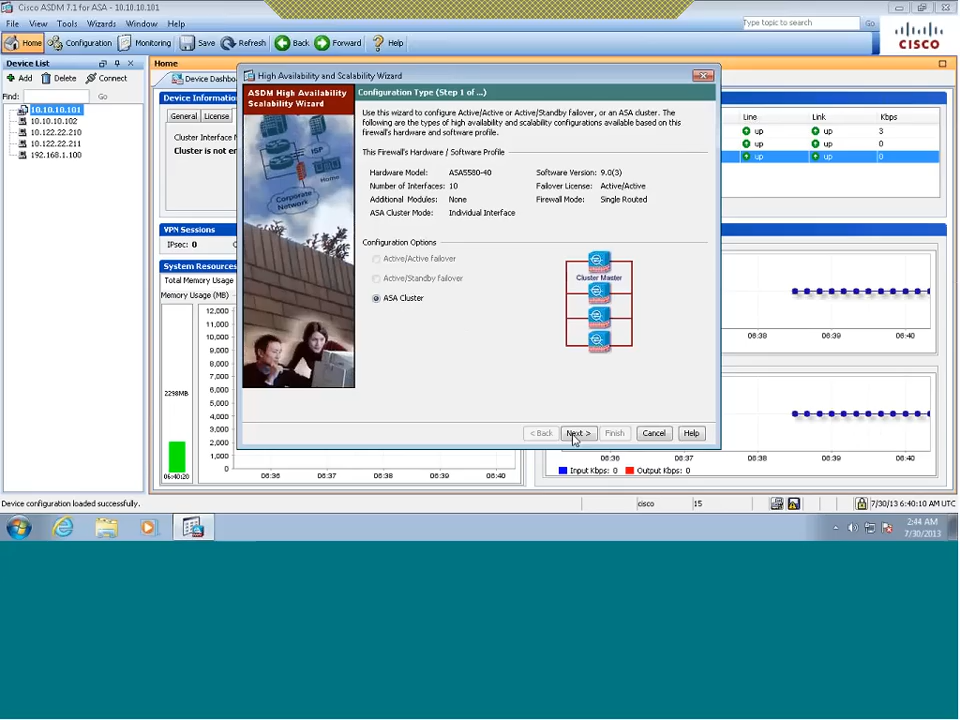 Cisco ASDM 7.1 for ASA - 10.10.10.101
File View Tools Wizards Window Help
Type topic to search Go
Home Configuration Monitoring Save Refresh Back Forward Help
CISCO
Device List
Add Delete Connect
Find: Go
10.10.10.101
10.10.10.102
10.122.22.210
10.122.22.211
192.168.1.100
Home
Device Dashbo
Device Informatio
General License
Cluster Interface M
Cluster is not en
VPN Sessions
IPsec: 0
System Resources
Total Memory Usage
Memory Usage (MB)
12,000
11,000
10,000
9,000
8,000
7,000
6,000
5,000
4,000
3,000
2,000
1,000
0
2298MB
06:40:20
06:36 06:37 06:38 06:39 06:40
High Availability and Scalability Wizard
ASDM High Availability
Scalability Wizard
ISP
Home
Corporate
Network
Configuration Type (Step 1 of ...)
Use this wizard to configure Active/Active or Active/Standby failover, or an ASA cluster. The
following are the types of high availability and scalability configurations available based on this
firewall's hardware and software profile.
This Firewall's Hardware / Software Profile
Hardware Model: ASA5580-40 Software Version: 9.0(3)
Number of Interfaces: 10 Failover License: Active/Active
Additional Modules: None Firewall Mode: Single Routed
ASA Cluster Mode: Individual Interface
Configuration Options
Active/Active failover
Active/Standby failover
ASA Cluster
Cluster Master
< Back Next > Finish Cancel Help
Line Link Kbps
up up 3
up up 0
up up 0
06:38 06:39 06:40
06:36 06:37 06:38 06:39 06:40
Input Kbps: 0 Output Kbps: 0
Device configuration loaded successfully.
cisco 15 7/30/13 6:40:10 AM UTC
2:44 AM
7/30/2013